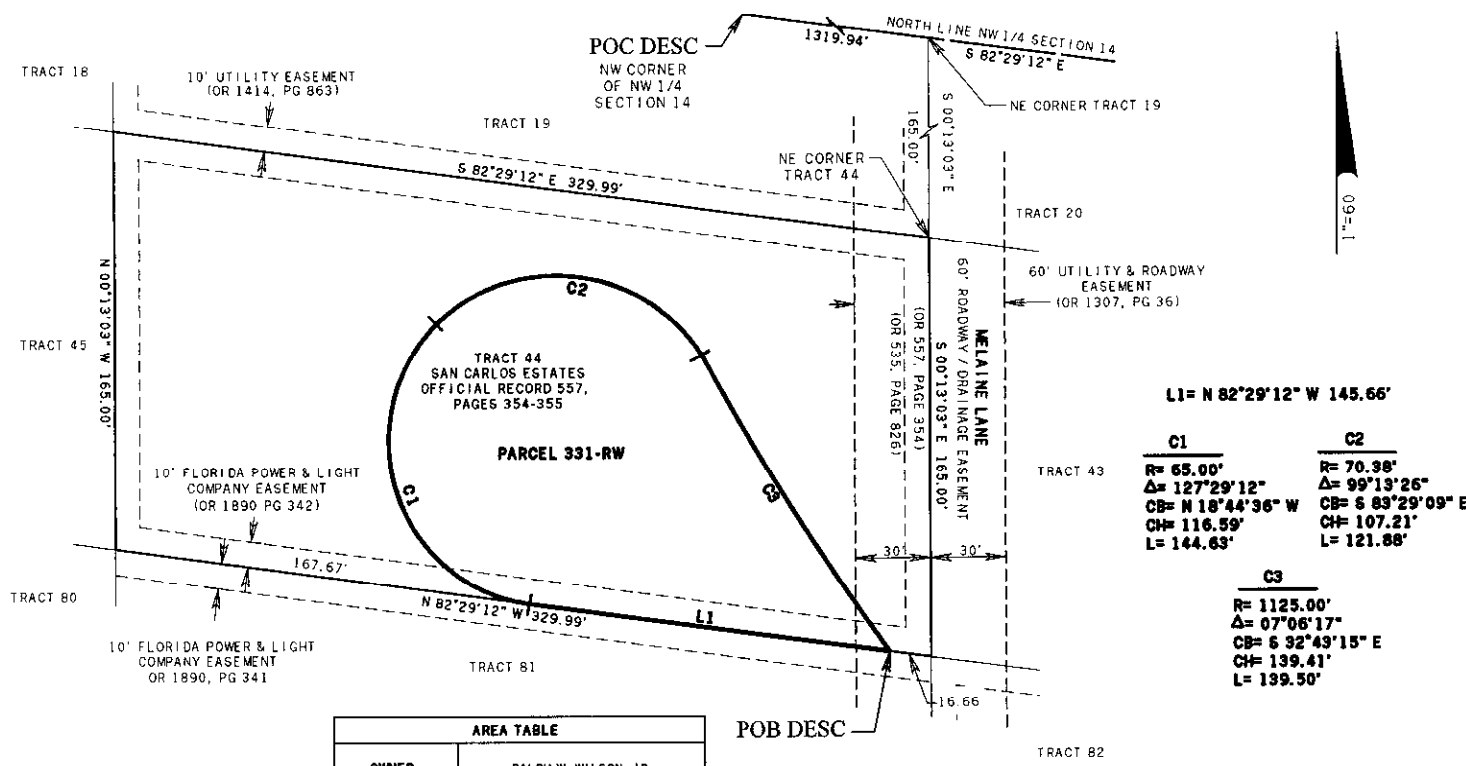 POC DESC
NW CORNER
OF NW 1/4
SECTION 14
NORTH LINE NW 1/4 SECTION 14
1319.94'
S 82°29'12" E
NE CORNER TRACT 19
TRACT 18
10' UTILITY EASEMENT
(OR 1414, PG 863)
TRACT 19
S 00°13'03" E
165.00'
NE CORNER
TRACT 44
TRACT 20
1"=60'
S 82°29'12" E 329.99'
60' UTILITY & ROADWAY
EASEMENT
(OR 1307, PG 36)
TRACT 45
N 00°13'03" W 165.00'
C2
TRACT 44
SAN CARLOS ESTATES
OFFICIAL RECORD 557,
PAGES 354-355
PARCEL 331-RW
C1
C3
(OR 535, PAGE 826)
(OR 557, PAGE 354)
S 00°13'03" E 165.00'
60' ROADWAY / DRAINAGE EASEMENT
MELAINE LANE
TRACT 43
10' FLORIDA POWER & LIGHT
COMPANY EASEMENT
(OR 1890 PG 342)
30'
30'
167.67'
N 82°29'12" W 329.99'
L1
TRACT 80
10' FLORIDA POWER & LIGHT
COMPANY EASEMENT
OR 1890, PG 341
TRACT 81
16.66
POB DESC
TRACT 82
L1= N 82°29'12" W 145.66'
C1
R= 65.00'
Δ= 127°29'12"
CB= N 18°44'36" W
CH= 116.59'
L= 144.63'
C2
R= 70.38'
Δ= 99°13'26"
CB= S 83°29'09" E
CH= 107.21'
L= 121.88'
C3
R= 1125.00'
Δ= 07°06'17"
CB= S 32°43'15" E
CH= 139.41'
L= 139.50'
AREA TABLE